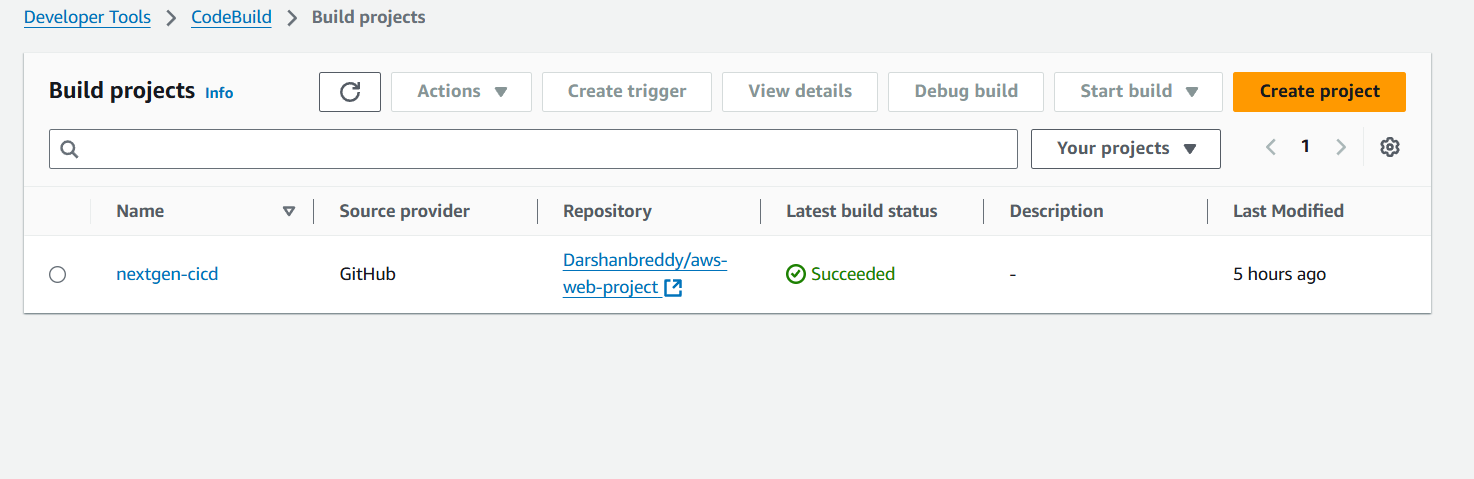 Developer Tools > CodeBuild > Build projects
Build projects Info Actions Create trigger View details Debug build Start build Create project
Your projects 1
Name Source provider Repository Latest build status Description Last Modified
nextgen-cicd GitHub Darshanbreddy/aws- Succeeded - 5 hours ago
web-project